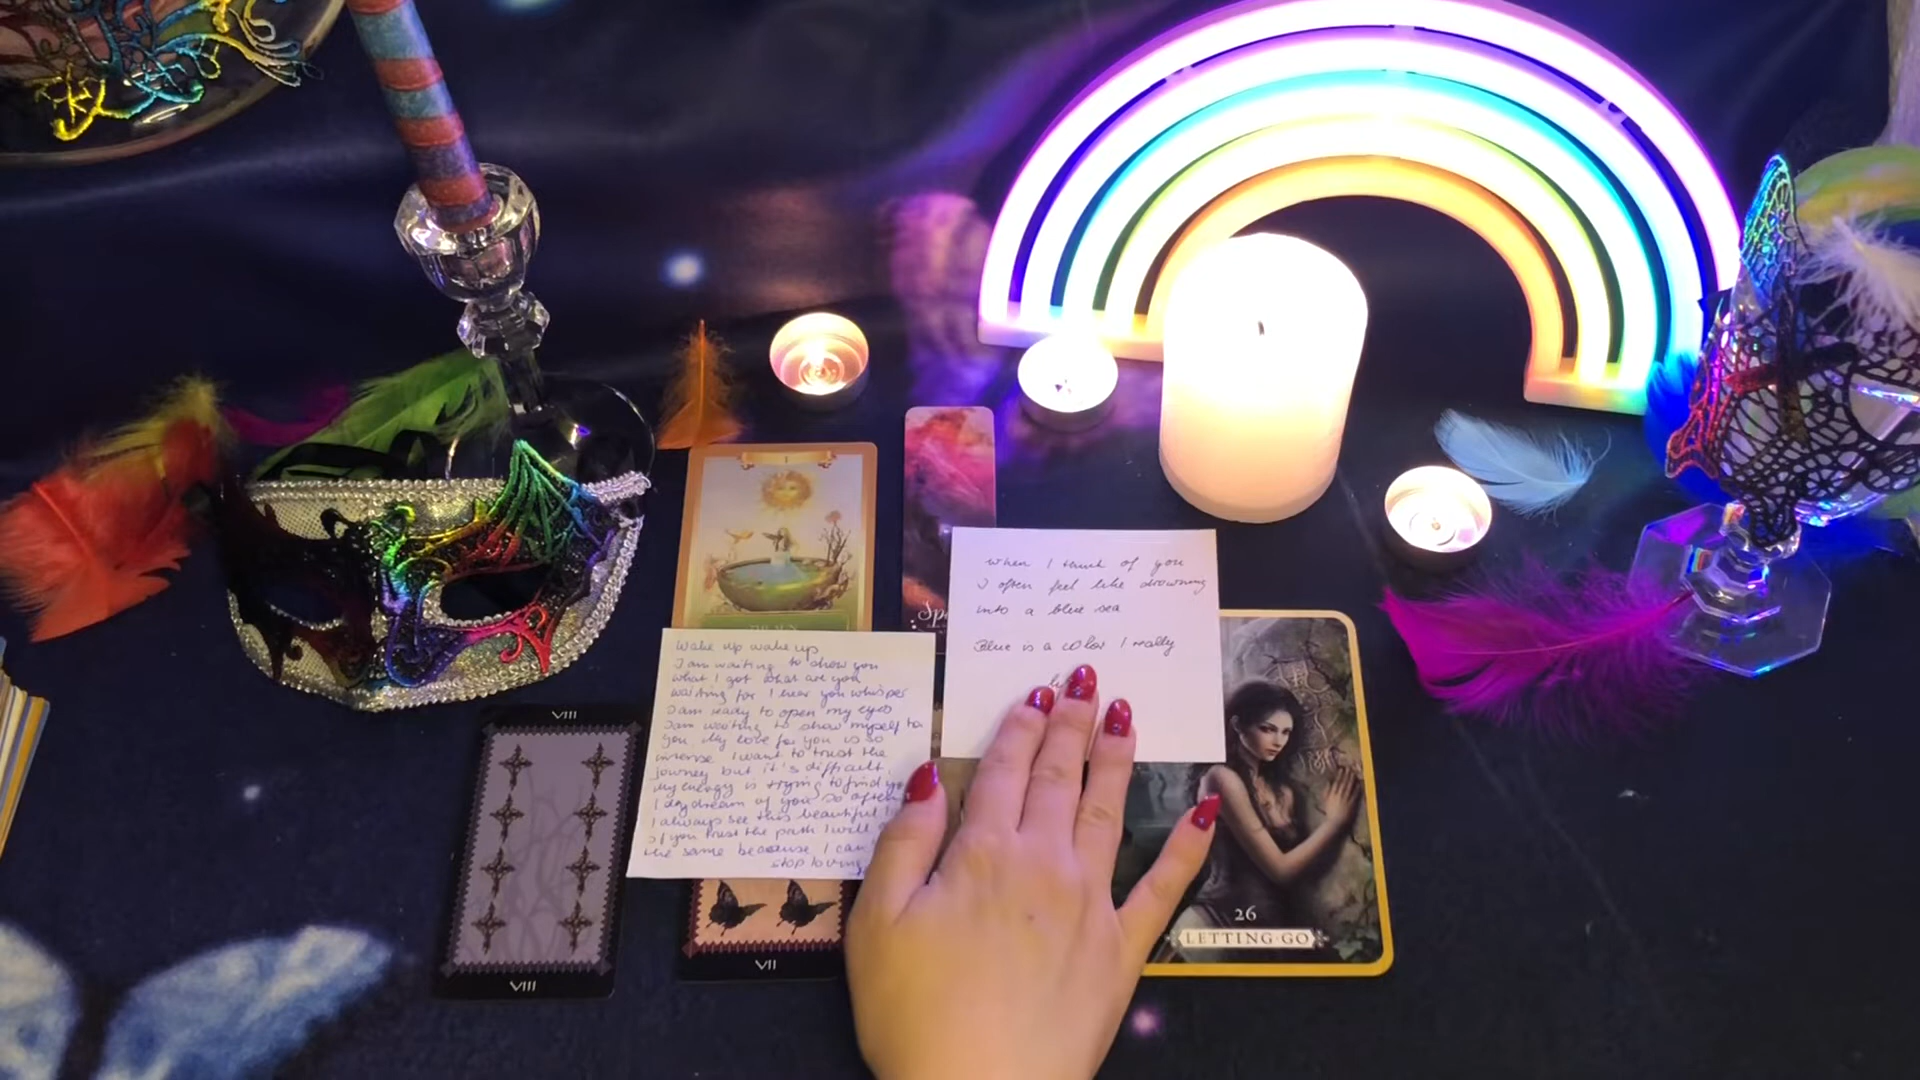 I
Sp
when I think of you
I often feel like drowning
into a blue sea
Blue is a color I really
Wake up wake up
I am waiting to show you
what I got what are you
waiting for I hear you whisper
I am ready to open my eyes
I am waiting to show myself to
you. My love for you is so
intense I want to trust the
journey but it's difficult.
My energy is trying to find yo
I daydream of you so often
I always see this beautiful
of you trust the path I will
the same because I can
stop loving
VIII
VIII
VII
26
LETTING·GO